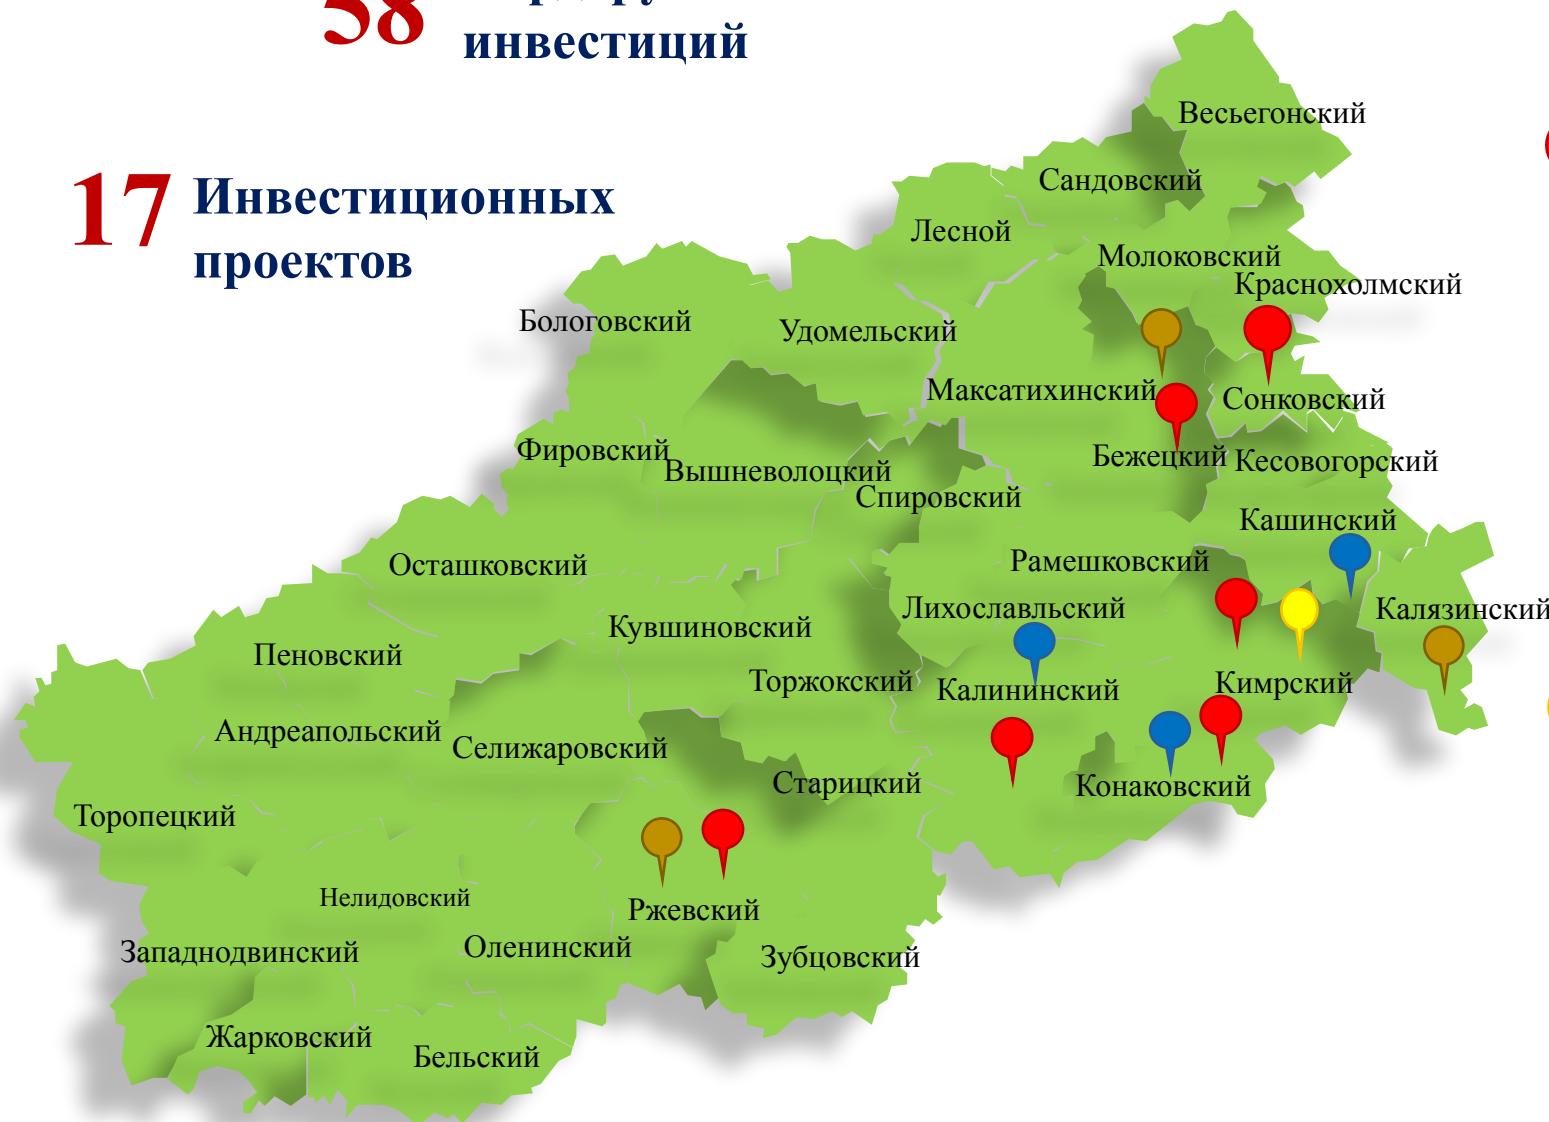 58
инвестиций
17 Инвестиционных
проектов
Весьегонский
Сандовский
Лесной
Молоковский
Краснохолмский
Бологовский
Удомельский
Максатихинский
Сонковский
Фировский
Вышневолоцкий
Бежецкий
Кесовогорский
Спировский
Кашинский
Осташковский
Рамешковский
Лихославльский
Калязинский
Кувшиновский
Пеновский
Торжокский
Калининский
Кимрский
Андреапольский
Селижаровский
Старицкий
Конаковский
Торопецкий
Нелидовский
Ржевский
Западнодвинский
Оленинский
Зубцовский
Жарковский
Бельский